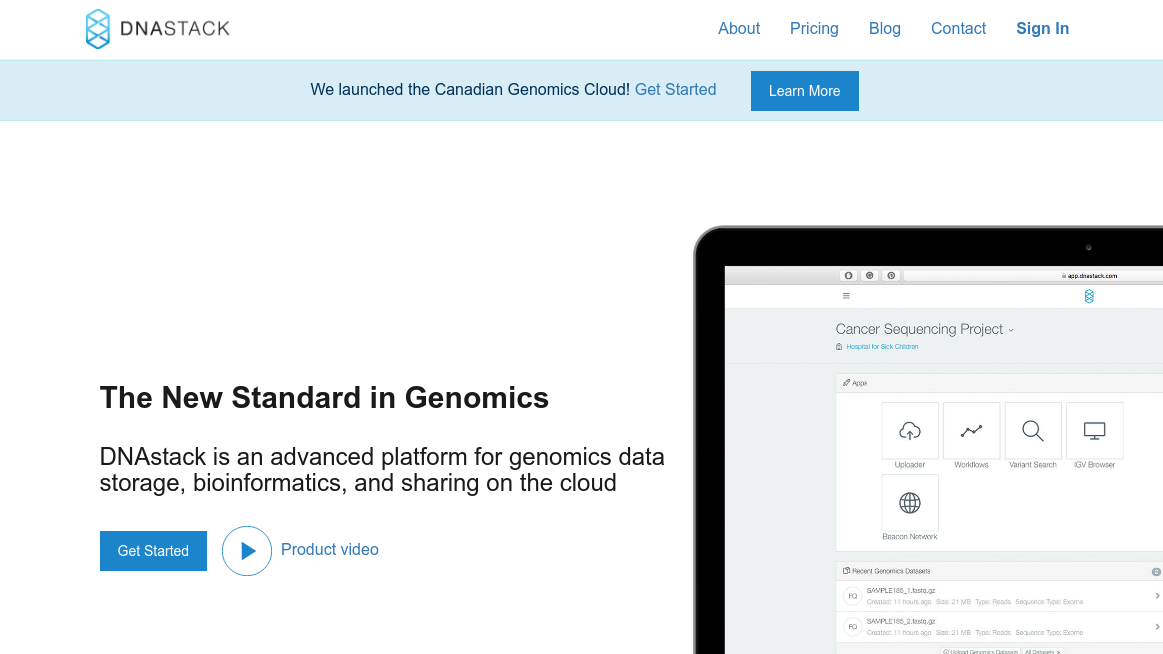 DNASTACK
About Pricing Blog Contact Sign In
We launched the Canadian Genomics Cloud! Get Started Learn More
app.dnastack.com
Cancer Sequencing Project
Hospital for Sick Children
Apps
The New Standard in Genomics
DNAstack is an advanced platform for genomics data
storage, bioinformatics, and sharing on the cloud
Get Started Product video
Uploader Workflows Variant Search IGV Browser
Beacon Network
Recent Genomics Datasets 2
FQ SAMPLE185_1.fastq.gz
Created: 11 hours ago Size: 21 MB Type: Reads Sequence Type: Exome
FQ SAMPLE185_2.fastq.gz
Created: 11 hours ago Size: 21 MB Type: Reads Sequence Type: Exome
Upload Genomics Datasets All Datasets >